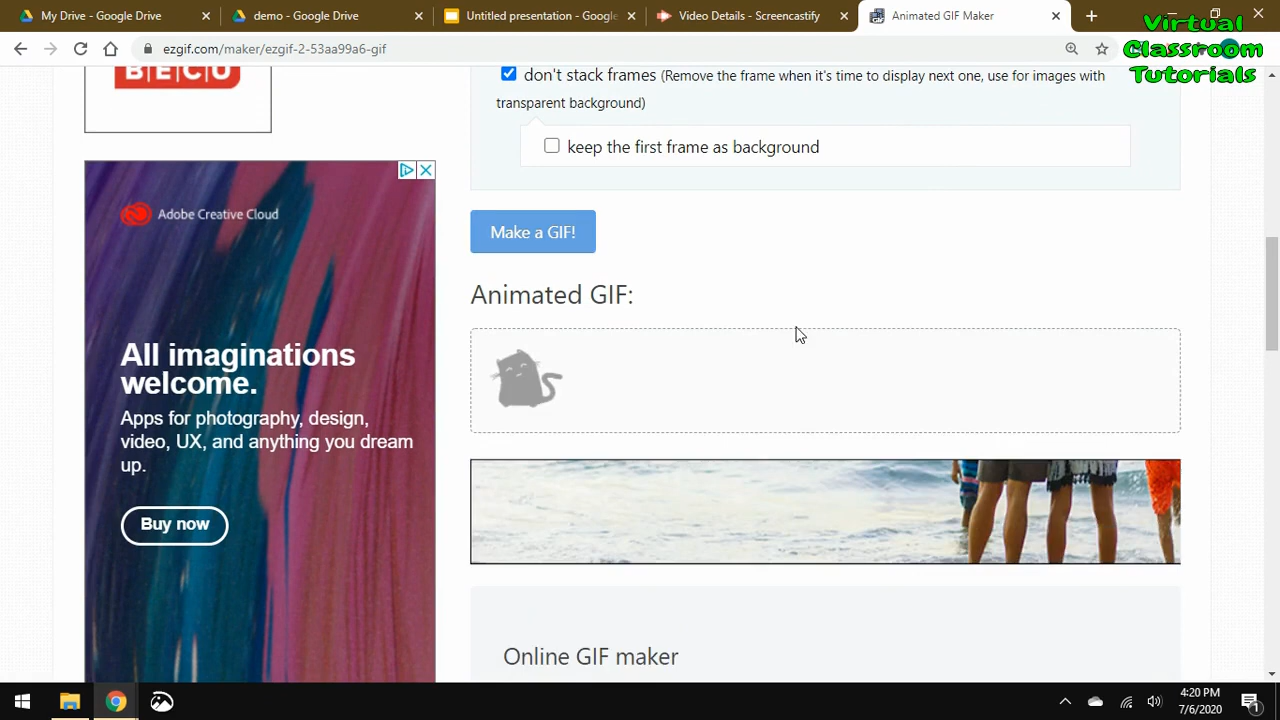 My Drive - Google Drive
demo - Google Drive
Untitled presentation - Google
Video Details - Screencastify
Animated GIF Maker
Virtual
Classroom
Tutorials
ezgif.com/maker/ezgif-2-53aa99a6-gif
BECU
don't stack frames (Remove the frame when it's time to display next one, use for images with
transparent background)
keep the first frame as background
Adobe Creative Cloud
Make a GIF!
Animated GIF:
All imaginations
welcome.
Apps for photography, design,
video, UX, and anything you dream
up.
Buy now
Online GIF maker
4:20 PM
7/6/2020
1